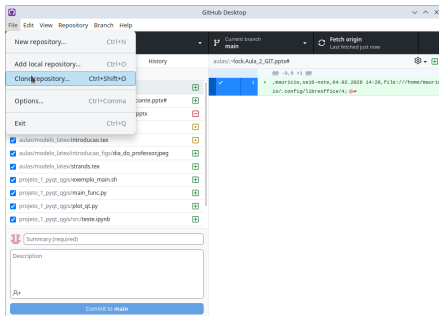 GitHub Desktop
File Edit View Repository Branch Help
New repository... Ctrl+N
Add local repository... Ctrl+O
Clone repository... Ctrl+Shift+O
Options... Ctrl+Comma
Exit Ctrl+Q
Current branch
main
Fetch origin
Last fetched just now
History
aulas/.~lock.Aula_2_GIT.pptx#
@@ -0,0 +1 @@
1 + ,mauricio,se10-note,04.02.2026 14:20,file:///home/mauric
io/.config/libreoffice/4;
ciante.pptx#
pptx
aulas/modelo_latex/introducao.tex
aulas/modelo_latex/introducao_figs/dia_do_professor.jpeg
aulas/modelo_latex/strands.tex
projeto_1_pyqt_qgis/exemplo_main.sh
projeto_1_pyqt_qgis/main_func.py
projeto_1_pyqt_qgis/plot_qt.py
projeto_1_pyqt_qgis/src/teste.ipynb
Summary (required)
Description
Commit to main